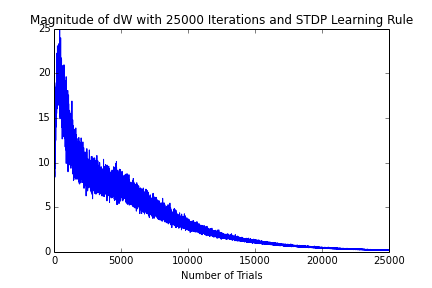 Magnitude of dW with 25000 Iterations and STDP Learning Rule
25
20
15
10
5
0
0 5000 10000 15000 20000 25000
Number of Trials